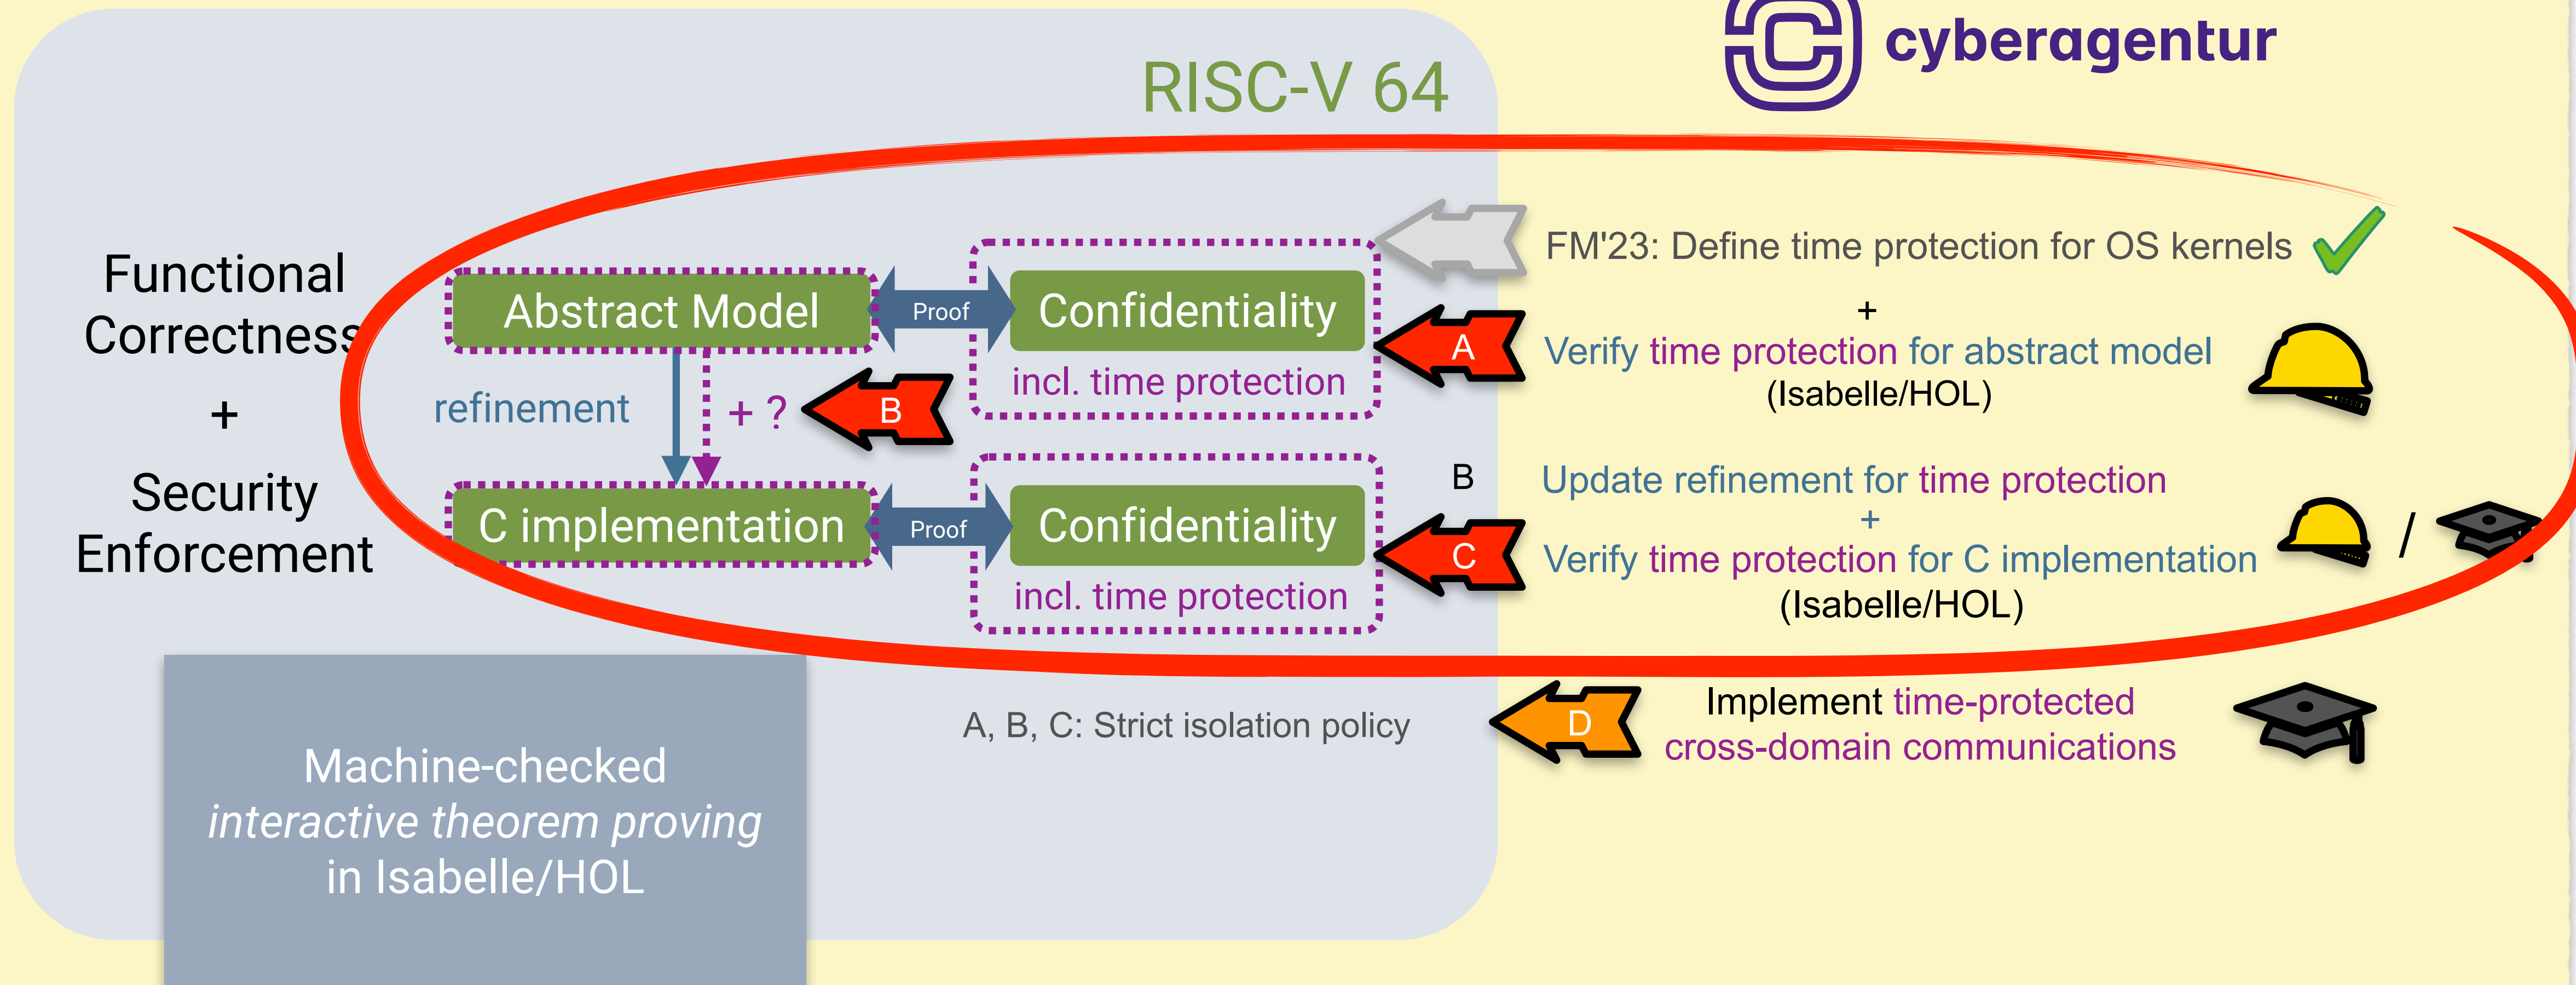 cyberagentur
RISC-V 64
Functional
Correctness
+
Security
Enforcement
Abstract Model
Proof
Confidentiality
incl. time protection
refinement
+ ?
B
C implementation
Proof
Confidentiality
incl. time protection
FM'23: Define time protection for OS kernels
+
A
Verify time protection for abstract model
(Isabelle/HOL)
B
Update refinement for time protection
+
C
Verify time protection for C implementation
(Isabelle/HOL)
/
A, B, C: Strict isolation policy
D
Implement time-protected
cross-domain communications
Machine-checked
interactive theorem proving
in Isabelle/HOL